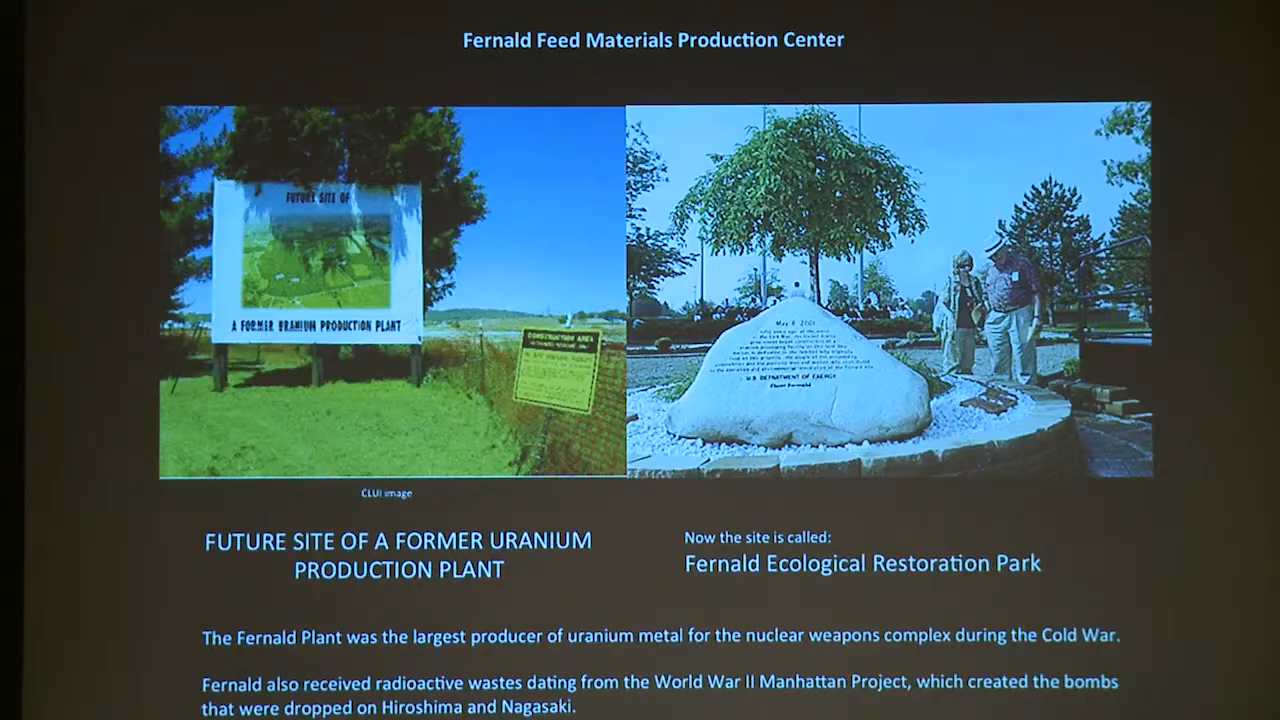 Fernald Feed Materials Production Center
FUTURE SITE OF
A FORMER URANIUM PRODUCTION PLANT
CONSTRUCTION AREA
May 8, 2001
U.S. DEPARTMENT OF ENERGY
Fluor Fernald
CLUI image
FUTURE SITE OF A FORMER URANIUM
PRODUCTION PLANT
Now the site is called:
Fernald Ecological Restoration Park
The Fernald Plant was the largest producer of uranium metal for the nuclear weapons complex during the Cold War.
Fernald also received radioactive wastes dating from the World War II Manhattan Project, which created the bombs
that were dropped on Hiroshima and Nagasaki.